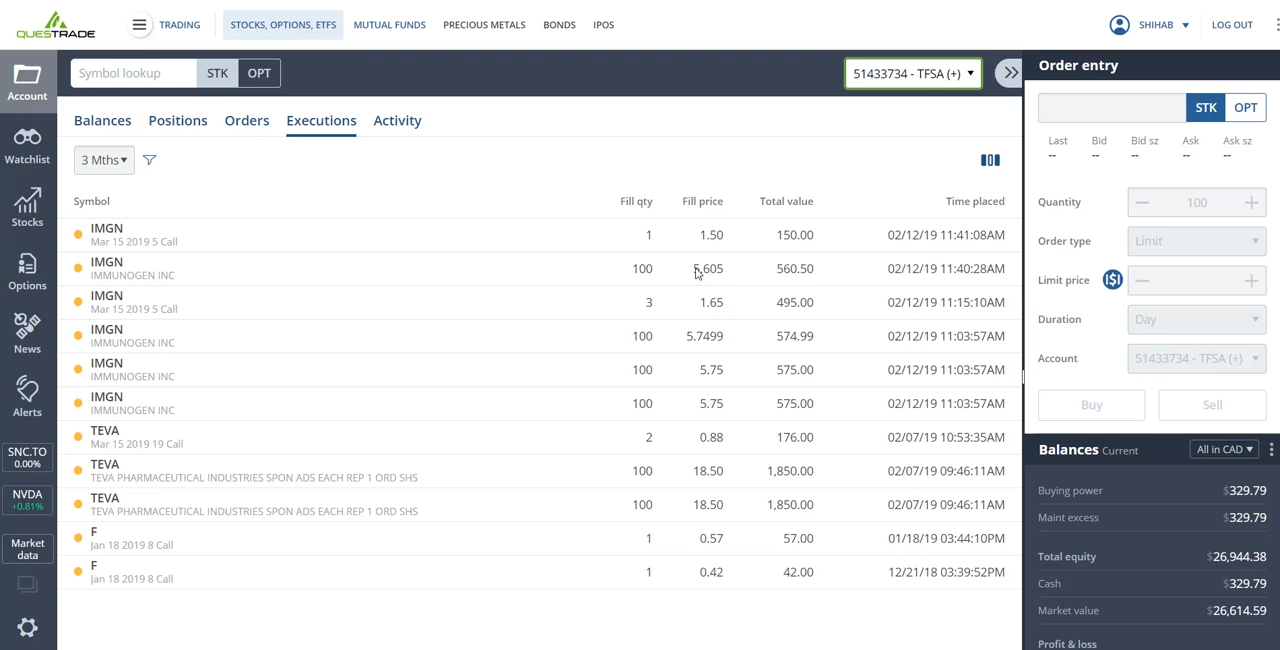 QUESTRADE
TRADING
STOCKS, OPTIONS, ETFS
MUTUAL FUNDS
PRECIOUS METALS
BONDS
IPOS
SHIHAB
LOG OUT
Account
Watchlist
Stocks
Options
News
Alerts
SNC.TO
0.00%
NVDA
+0.81%
Market
data
Symbol lookup STK OPT
51433734 - TFSA (+)
Balances Positions Orders Executions Activity
3 Mths
Symbol Fill qty Fill price Total value Time placed
IMGN
Mar 15 2019 5 Call
1 1.50 150.00 02/12/19 11:41:08AM
IMGN
IMMUNOGEN INC
100 5.605 560.50 02/12/19 11:40:28AM
IMGN
Mar 15 2019 5 Call
3 1.65 495.00 02/12/19 11:15:10AM
IMGN
IMMUNOGEN INC
100 5.7499 574.99 02/12/19 11:03:57AM
IMGN
IMMUNOGEN INC
100 5.75 575.00 02/12/19 11:03:57AM
IMGN
IMMUNOGEN INC
100 5.75 575.00 02/12/19 11:03:57AM
TEVA
Mar 15 2019 19 Call
2 0.88 176.00 02/07/19 10:53:35AM
TEVA
TEVA PHARMACEUTICAL INDUSTRIES SPON ADS EACH REP 1 ORD SHS
100 18.50 1,850.00 02/07/19 09:46:11AM
TEVA
TEVA PHARMACEUTICAL INDUSTRIES SPON ADS EACH REP 1 ORD SHS
100 18.50 1,850.00 02/07/19 09:46:11AM
F
Jan 18 2019 8 Call
1 0.57 57.00 01/18/19 03:44:10PM
F
Jan 18 2019 8 Call
1 0.42 42.00 12/21/18 03:39:52PM
Order entry
STK OPT
Last Bid Bid sz Ask Ask sz
-- -- -- -- --
Quantity 100
Order type Limit
Limit price
Duration Day
Account 51433734 - TFSA (+)
Buy Sell
Balances Current All in CAD
Buying power $329.79
Maint excess $329.79
Total equity $26,944.38
Cash $329.79
Market value $26,614.59
Profit & loss